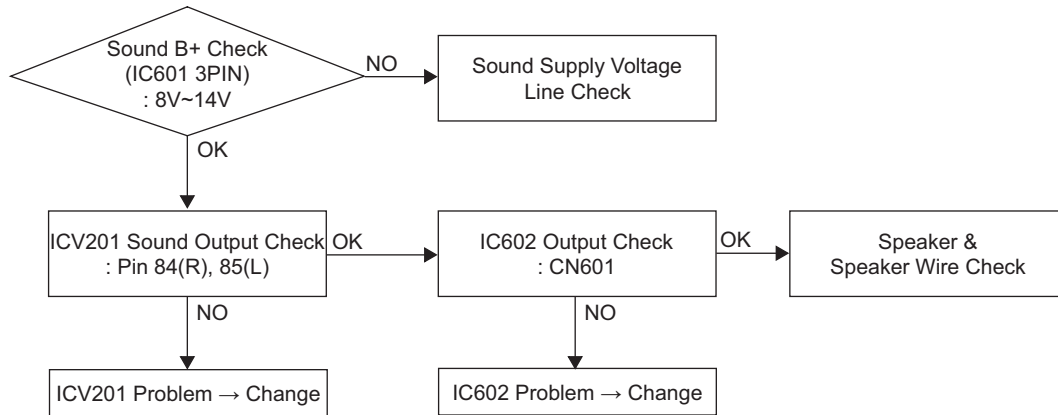 Sound B+ Check
(IC601 3PIN)
: 8V~14V
NO
Sound Supply Voltage
Line Check
OK
ICV201 Sound Output Check
: Pin 84(R), 85(L)
OK
IC602 Output Check
: CN601
OK
Speaker &
Speaker Wire Check
NO
NO
ICV201 Problem → Change
IC602 Problem → Change